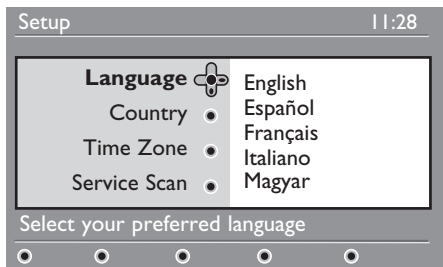 Setup 11:28
Language
Country
Time Zone
Service Scan
English
Español
Français
Italiano
Magyar
Select your preferred language